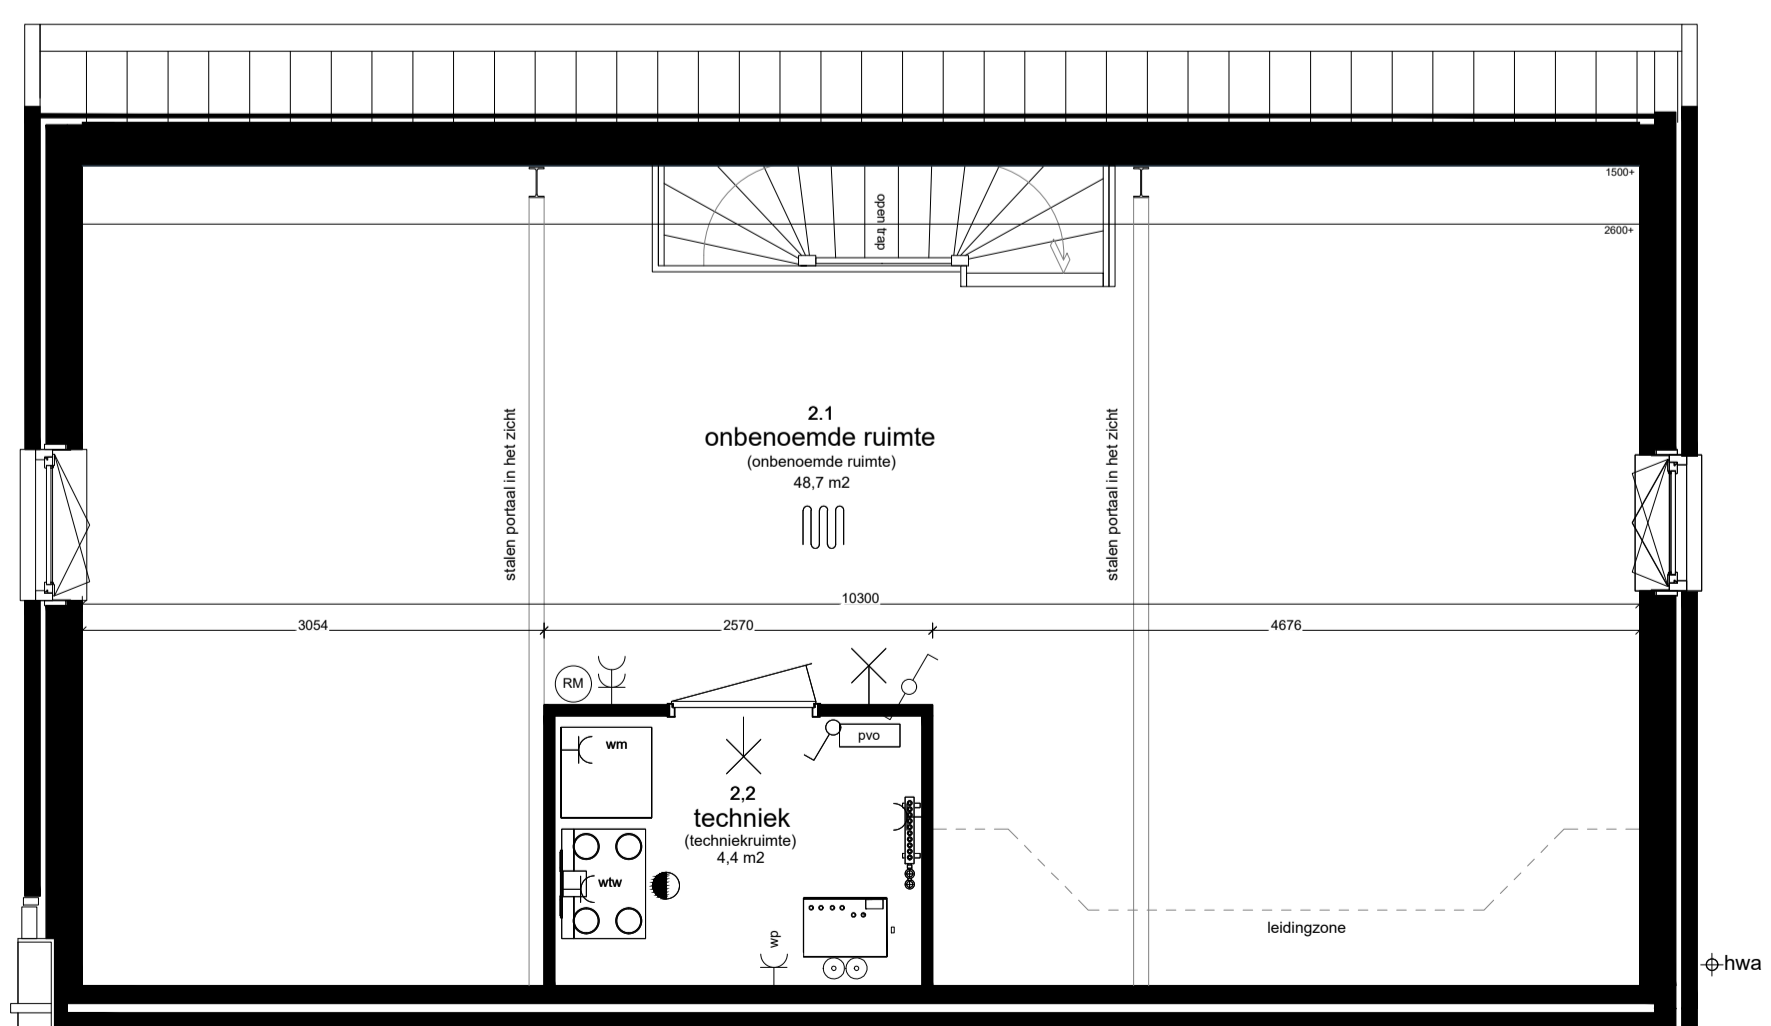 1500+
2600+
open trap
stalen portaal in het zicht
2.1
onbenoemde ruimte
(onbenoemde ruimte)
48,7 m2
stalen portaal in het zicht
10300
3054
2570
4676
RM
pvo
wm
2,2
techniek
(techniekruimte)
4,4 m2
wtw
wp
leidingzone
hwa